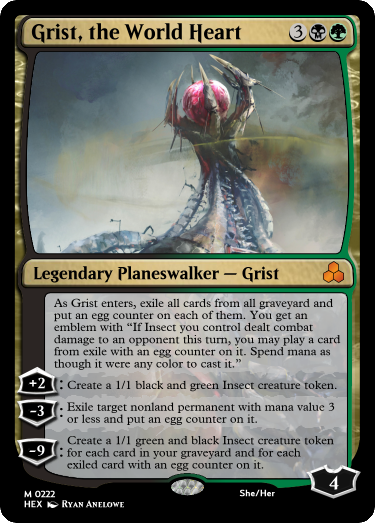 Grist, the World Heart 3
Legendary Planeswalker — Grist
As Grist enters, exile all cards from all graveyard and
put an egg counter on each of them. You get an
emblem with “If Insect you control dealt combat
damage to an opponent this turn, you may play a card
from exile with an egg counter on it. Spend mana as
though it were any color to cast it.”
+2: Create a 1/1 black and green Insect creature token.
-3: Exile target nonland permanent with mana value 3
or less and put an egg counter on it.
-9: Create a 1/1 green and black Insect creature token
for each card in your graveyard and for each
exiled card with an egg counter on it.
4
M 0222
She/Her
HEX Ryan Anelowe